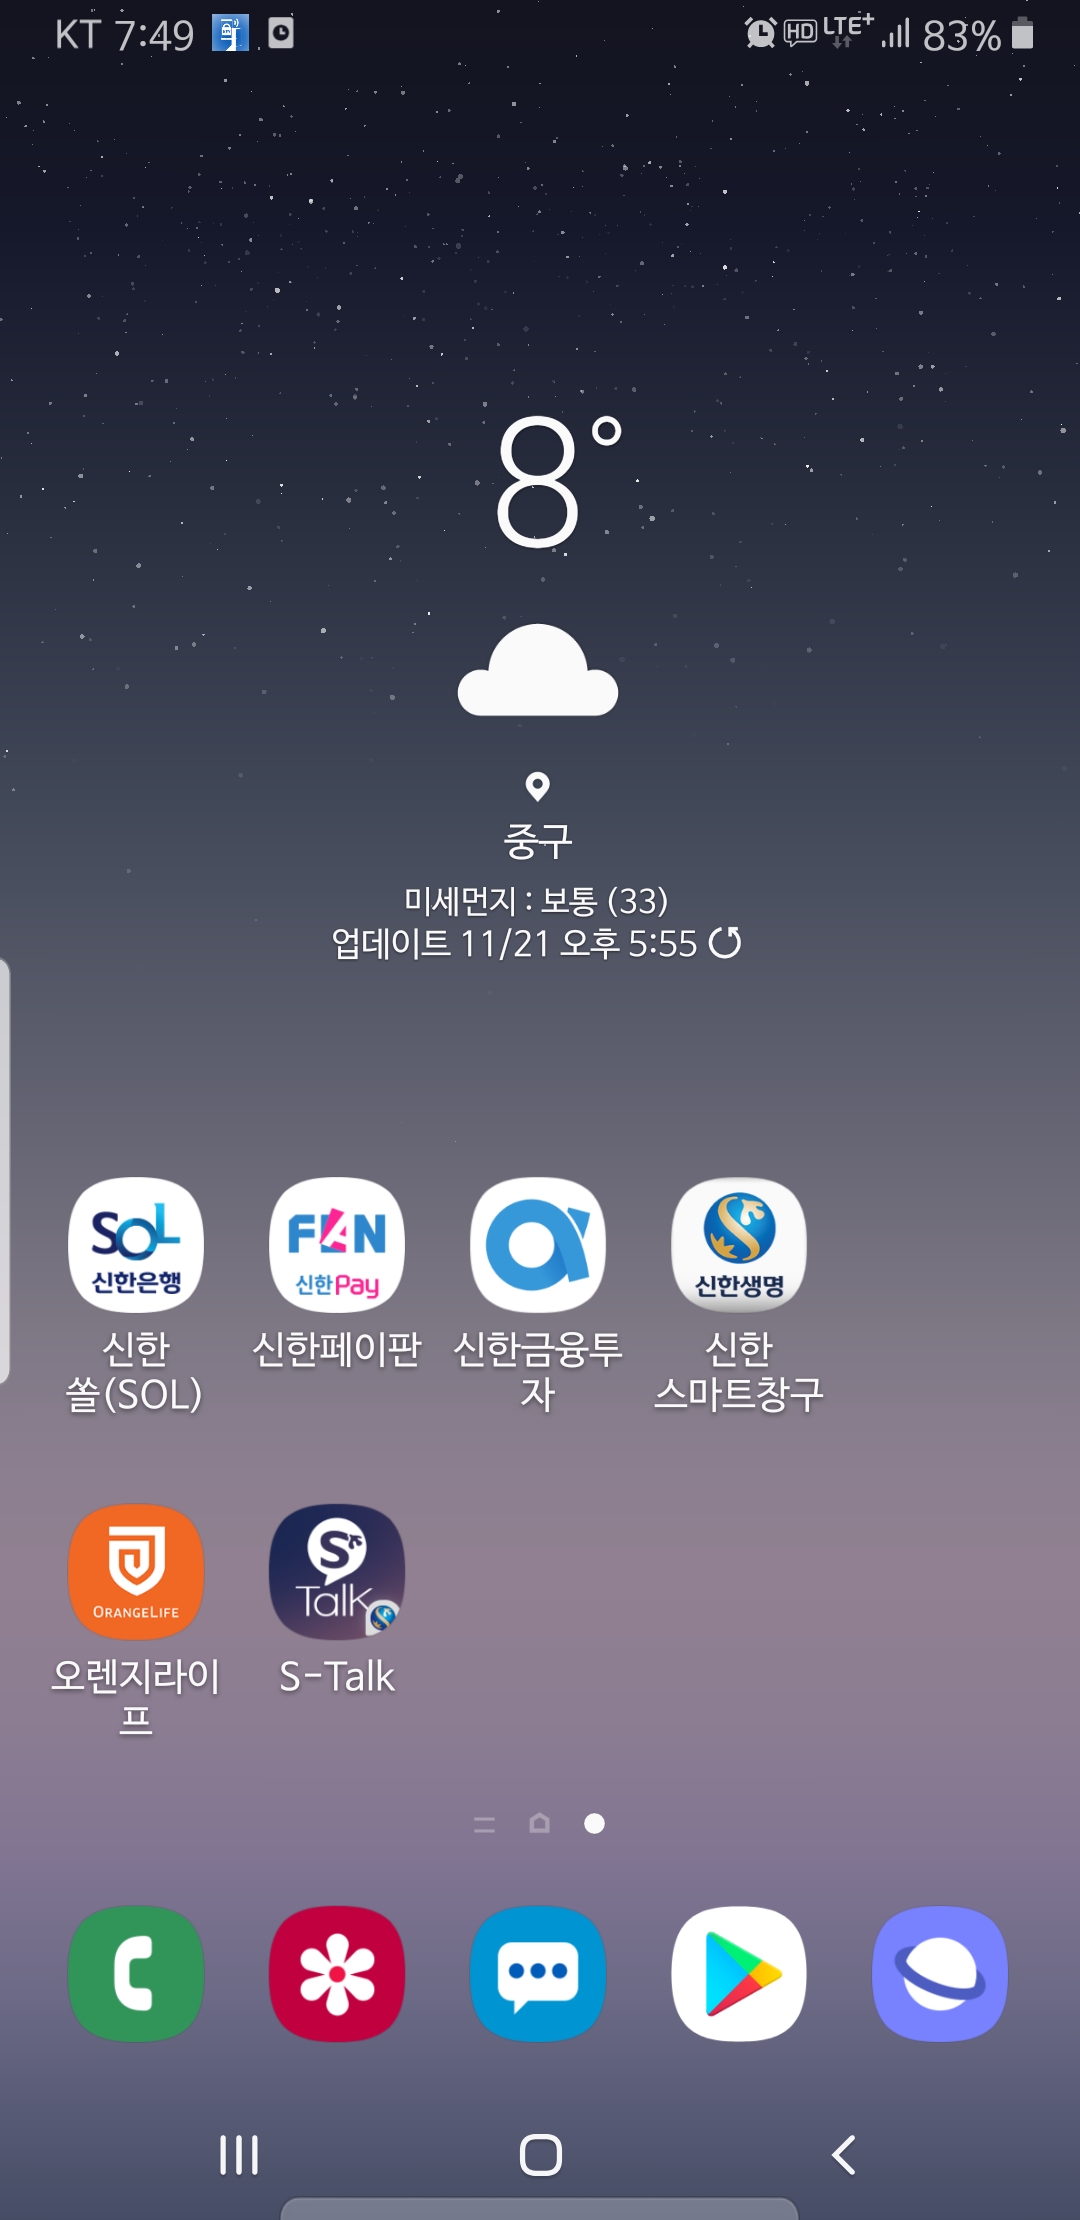 KT 7:49
HD LTE+ 83%
8°
중구
미세먼지 : 보통 (33)
업데이트 11/21 오후 5:55
SOL
신한은행
FAN
신한Pay
신한생명
신한
쏠(SOL)
신한페이판
신한금융투
자
신한
스마트창구
ORANGELIFE
S
Talk
오렌지라이
프
S-Talk